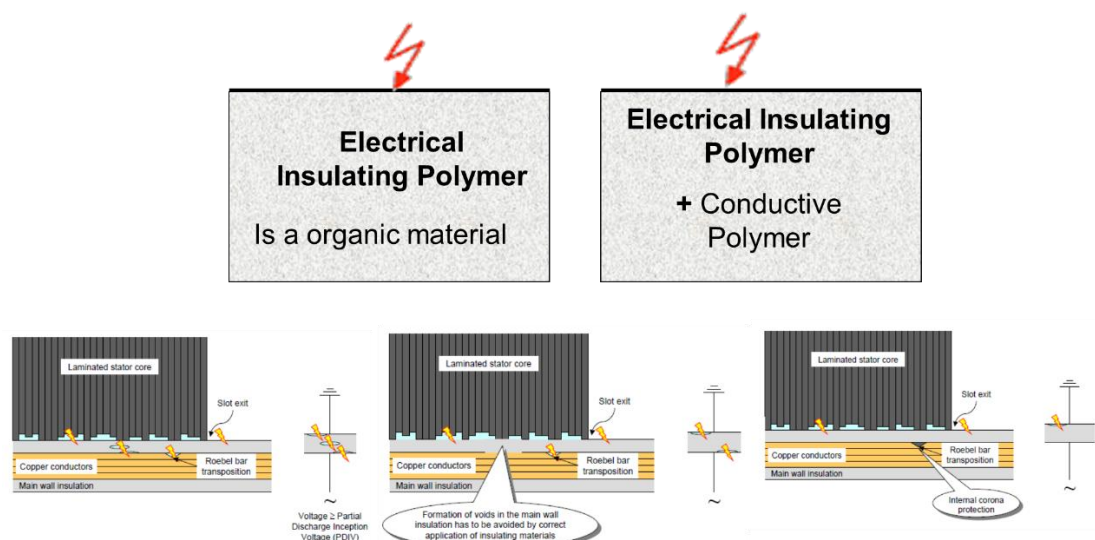 Electrical
Insulating Polymer
Is a organic material
Electrical Insulating
Polymer
+ Conductive
Polymer
Laminated stator core
Slot exit
Copper conductors
Roebel bar
transposition
Main wall insulation
~
Voltage ≥ Partial
Discharge Inception
Voltage (PDIV)
Laminated stator core
Slot exit
Copper conductors
Roebel bar
transposition
Main wall insulation
~
Formation of voids in the main wall
insulation has to be avoided by correct
application of insulating materials
Laminated stator core
Slot exit
Copper conductors
Roebel bar
transposition
Main wall insulation
~
Internal corona
protection